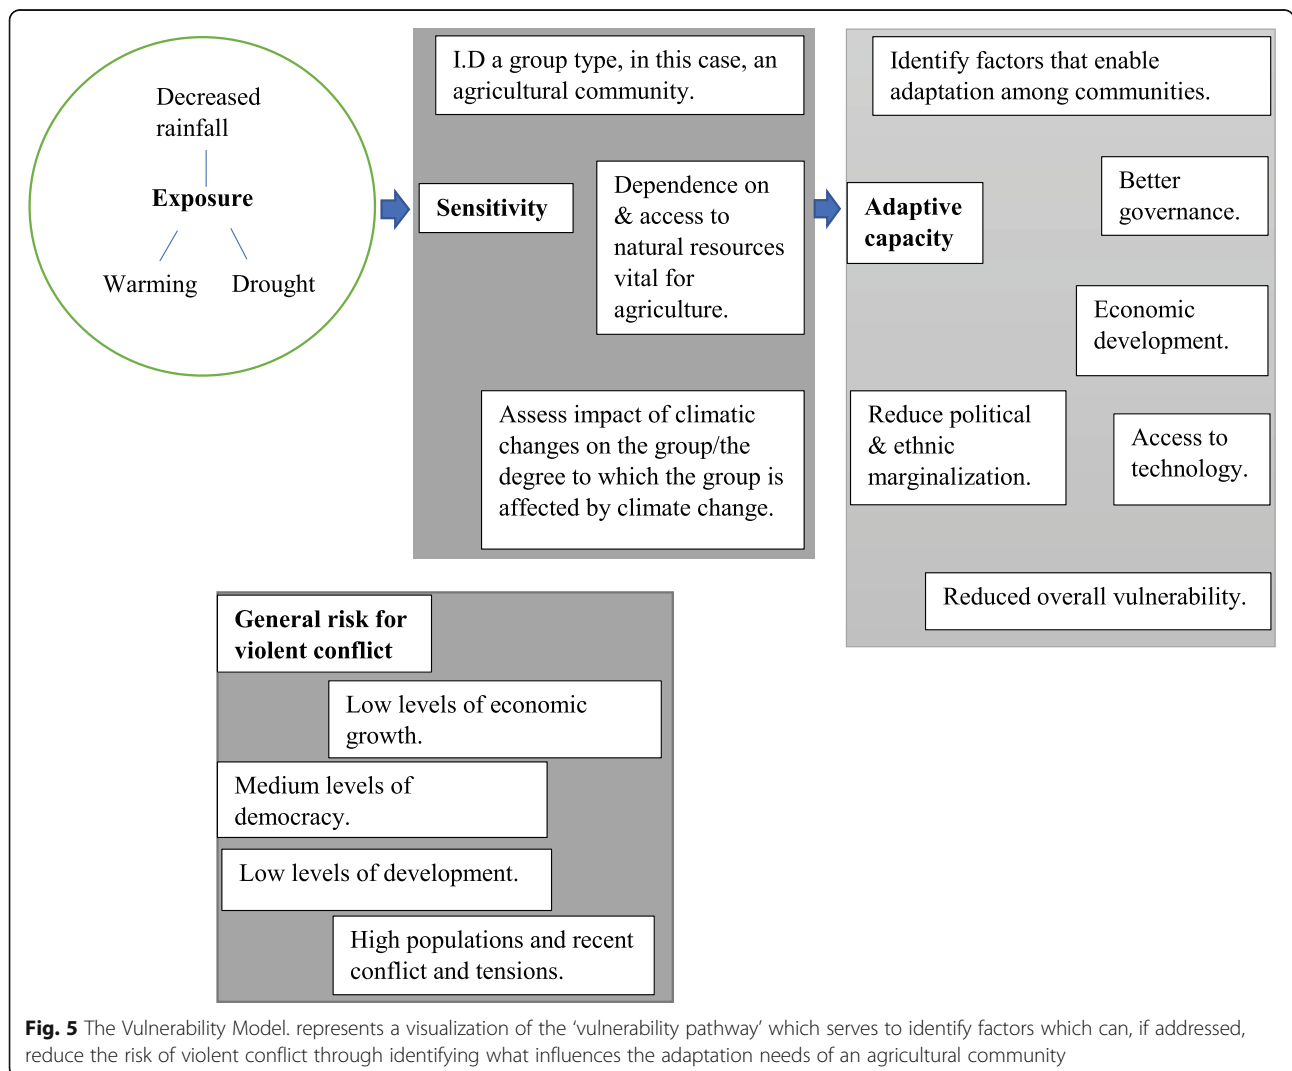 Decreased
rainfall
Exposure
Warming
Drought
I.D a group type, in this case, an
agricultural community.
Sensitivity
Dependence on
& access to
natural resources
vital for
agriculture.
Assess impact of climatic
changes on the group/the
degree to which the group is
affected by climate change.
Identify factors that enable
adaptation among communities.
Adaptive
capacity
Better
governance.
Economic
development.
Reduce political
& ethnic
marginalization.
Access to
technology.
Reduced overall vulnerability.
General risk for
violent conflict
Low levels of economic
growth.
Medium levels of
democracy.
Low levels of development.
High populations and recent
conflict and tensions.
Fig. 5 The Vulnerability Model. represents a visualization of the ‘vulnerability pathway’ which serves to identify factors which can, if addressed,
reduce the risk of violent conflict through identifying what influences the adaptation needs of an agricultural community